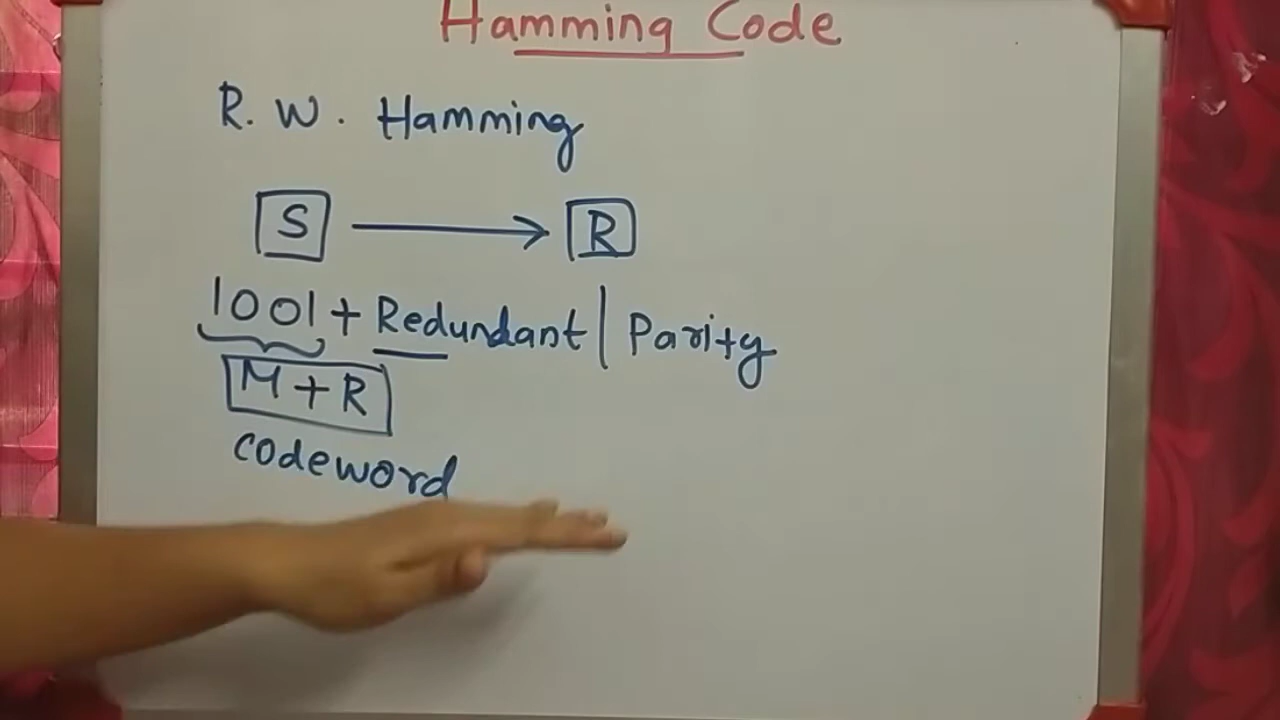 Hamming Code
R. W. Hamming
S → R
1001 + Redundant | Parity
M + R
codeword